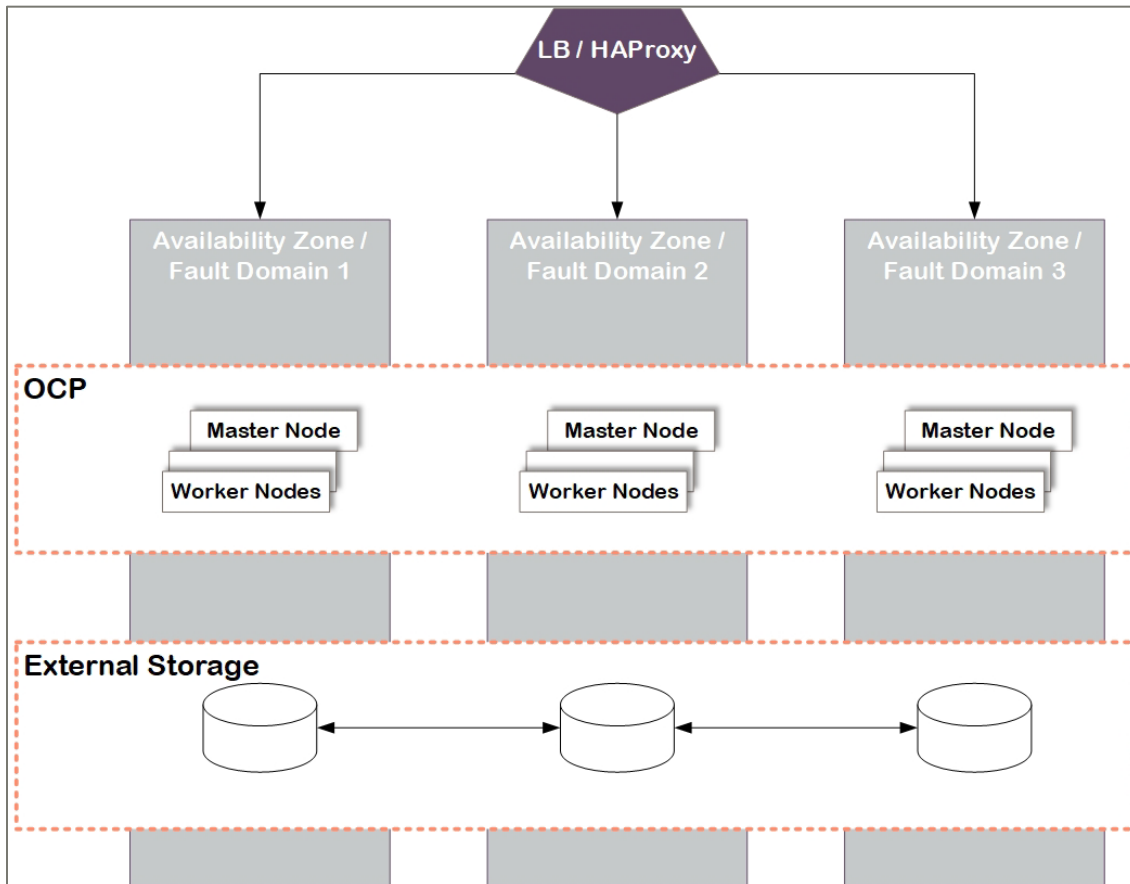 LB / HAProxy
Availability Zone /
Fault Domain 1
Availability Zone /
Fault Domain 2
Availability Zone /
Fault Domain 3
OCP
Master Node
Worker Nodes
Master Node
Worker Nodes
Master Node
Worker Nodes
External Storage